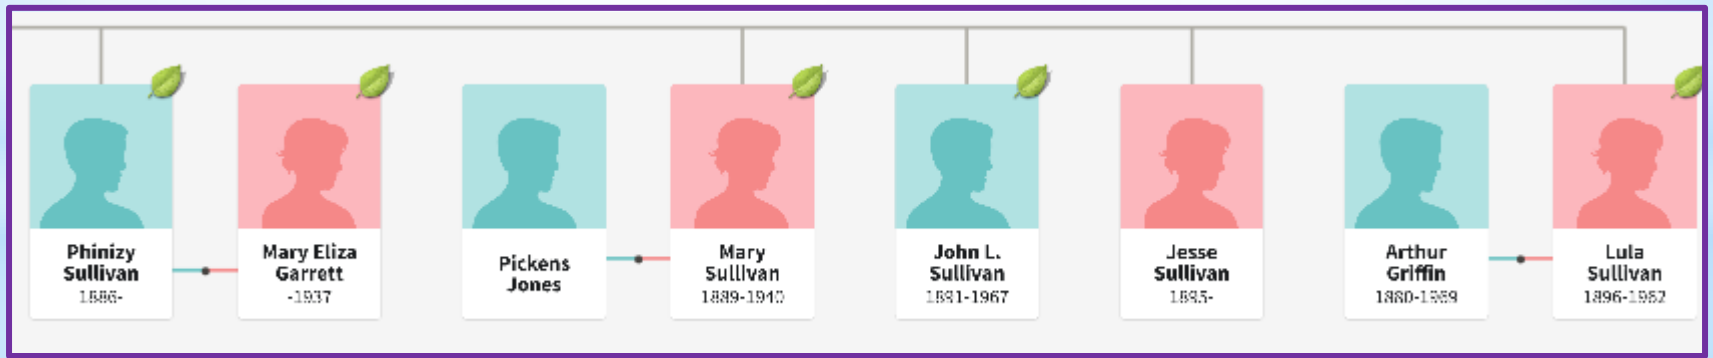 Phinizy
Sullivan
1886-
Mary Eliza
Garrett
-1937
Pickens
Jones
Mary
Sullivan
1889-1940
John L.
Sullivan
1891-1967
Jesse
Sullivan
1895-
Arthur
Griffin
1880-1969
Lula
Sullivan
1896-1962